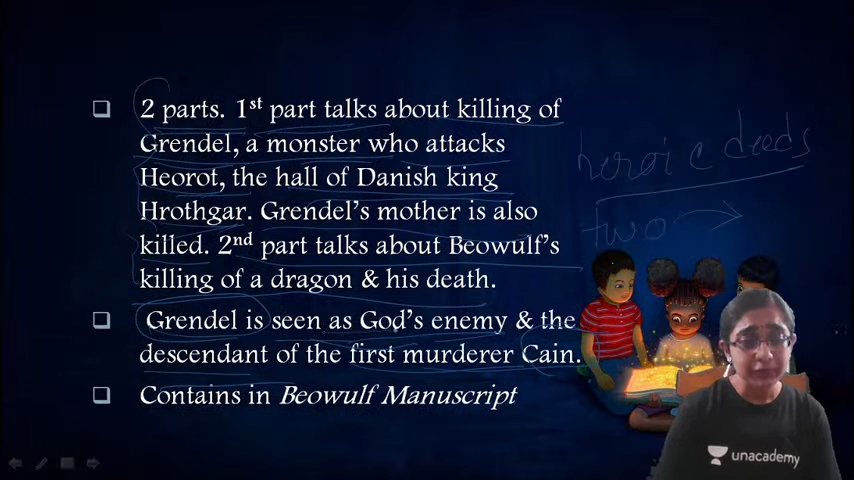 2 parts. 1st part talks about killing of
Grendel, a monster who attacks
Heorot, the hall of Danish king
Hrothgar. Grendel's mother is also
killed. 2nd part talks about Beowulf's
killing of a dragon & his death.
Grendel is seen as God's enemy & the
descendant of the first murderer Cain.
Contains in Beowulf Manuscript
heroic deeds
two
unacademy